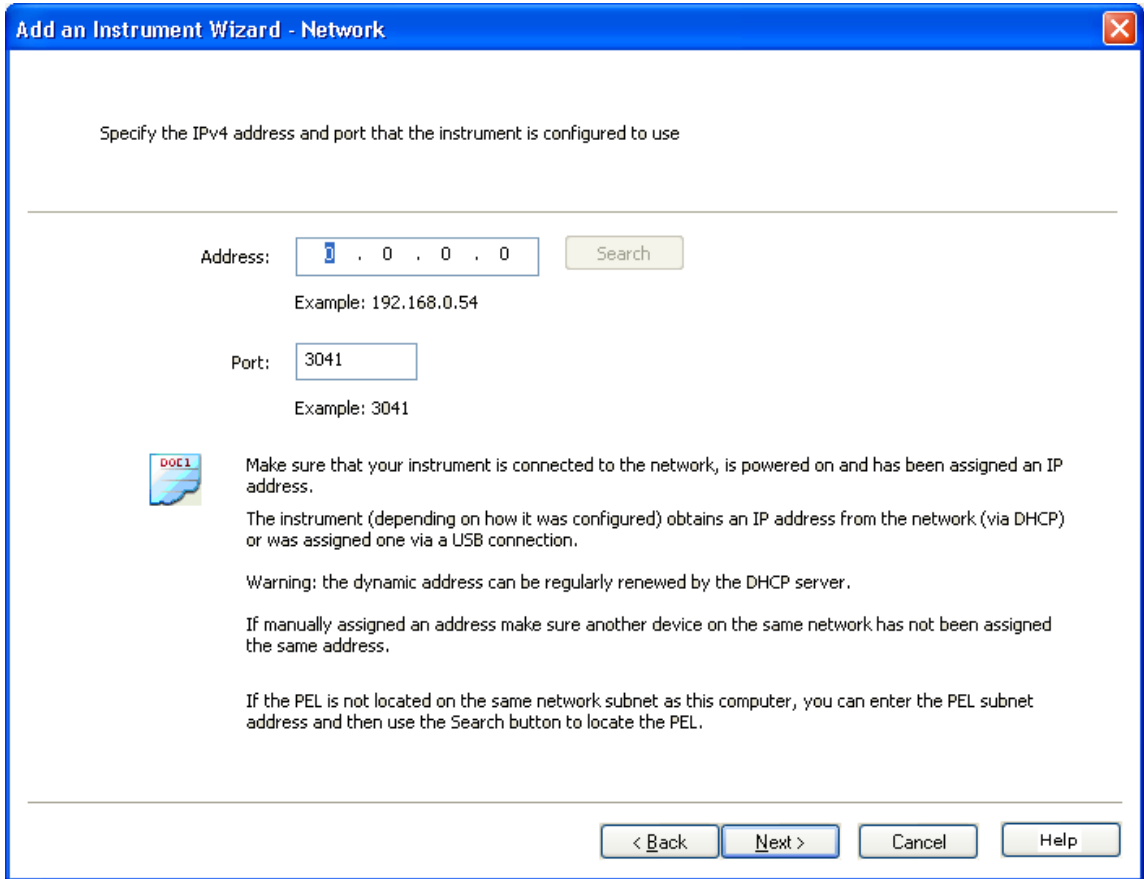 Add an Instrument Wizard - Network
Specify the IPv4 address and port that the instrument is configured to use
Address: 0 . 0 . 0 . 0 Search
Example: 192.168.0.54
Port: 3041
Example: 3041
DOC1
Make sure that your instrument is connected to the network, is powered on and has been assigned an IP
address.
The instrument (depending on how it was configured) obtains an IP address from the network (via DHCP)
or was assigned one via a USB connection.
Warning: the dynamic address can be regularly renewed by the DHCP server.
If manually assigned an address make sure another device on the same network has not been assigned
the same address.
If the PEL is not located on the same network subnet as this computer, you can enter the PEL subnet
address and then use the Search button to locate the PEL.
< Back Next > Cancel Help